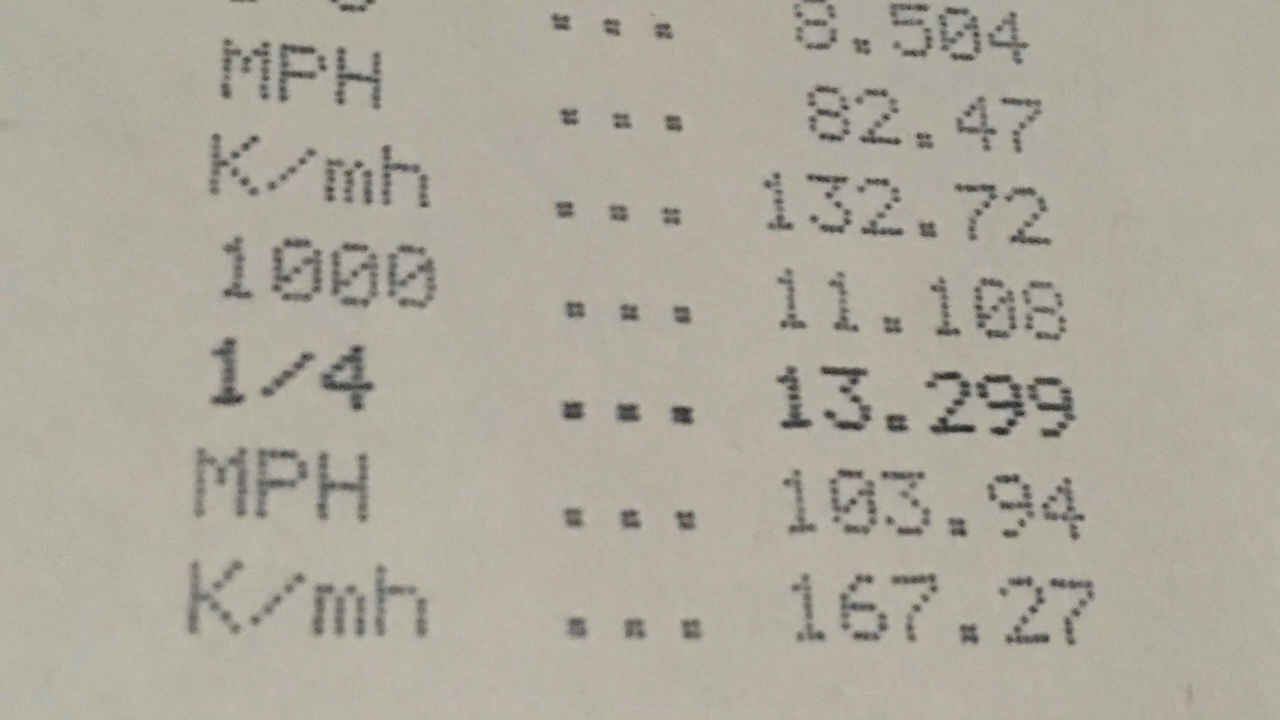 ... 8.504
MPH ... 82.47
K/mh ... 132.72
1000 ... 11.108
1/4 ... 13.299
MPH ... 103.94
K/mh ... 167.27